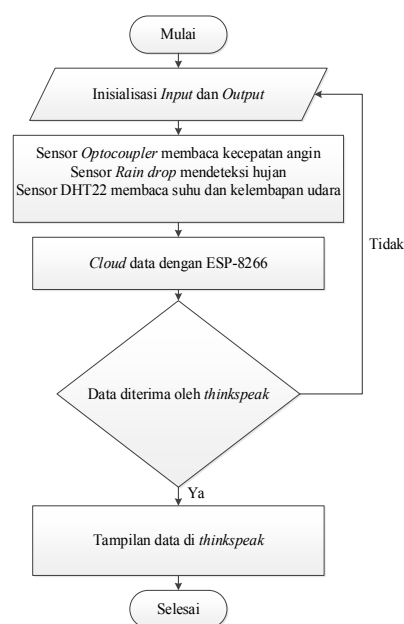 Mulai
Inisialisasi Input dan Output
Sensor Optocoupler membaca kecepatan angin
Sensor Rain drop mendeteksi hujan
Sensor DHT22 membaca suhu dan kelembapan udara
Cloud data dengan ESP-8266
Tidak
Data diterima oleh thinkspeak
Ya
Tampilan data di thinkspeak
Selesai